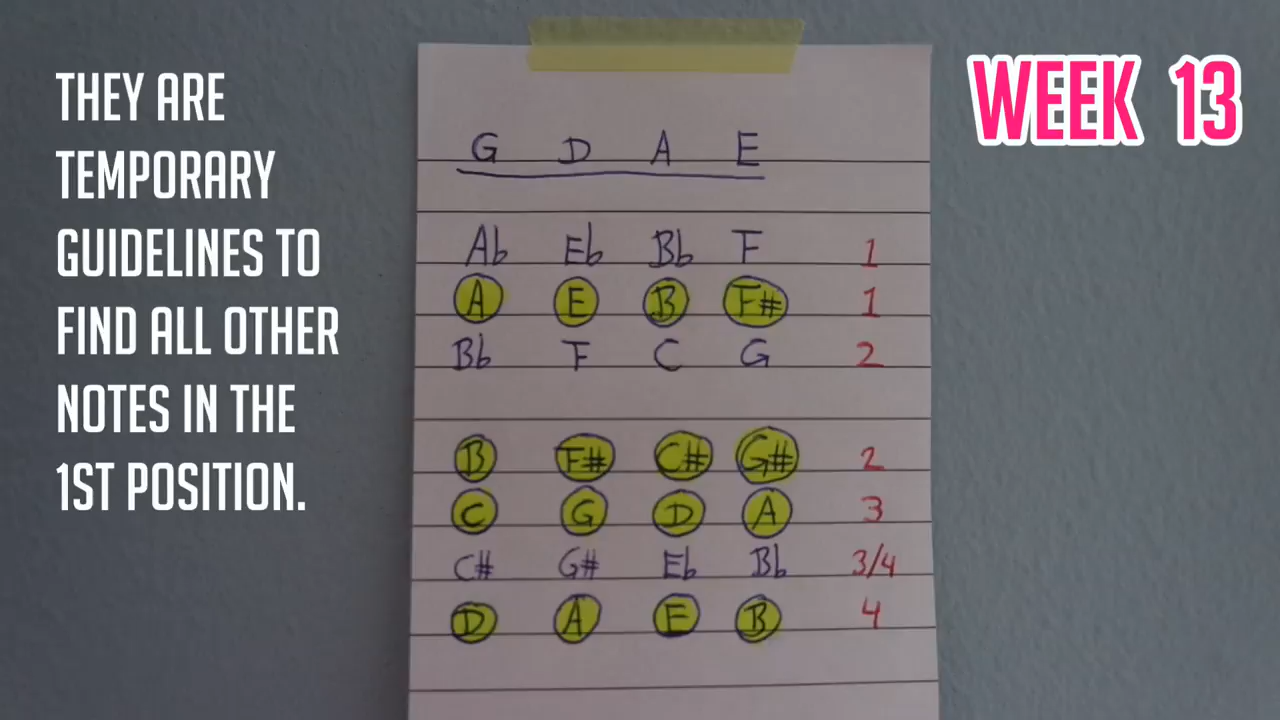 THEY ARE
TEMPORARY
GUIDELINES TO
FIND ALL OTHER
NOTES IN THE
1ST POSITION.
WEEK 13
G D A E
Ab Eb Bb F 1
A E B F# 1
Bb F C G 2
B F# C# G# 2
C G D A 3
C# G# Eb Bb 3/4
D A E B 4